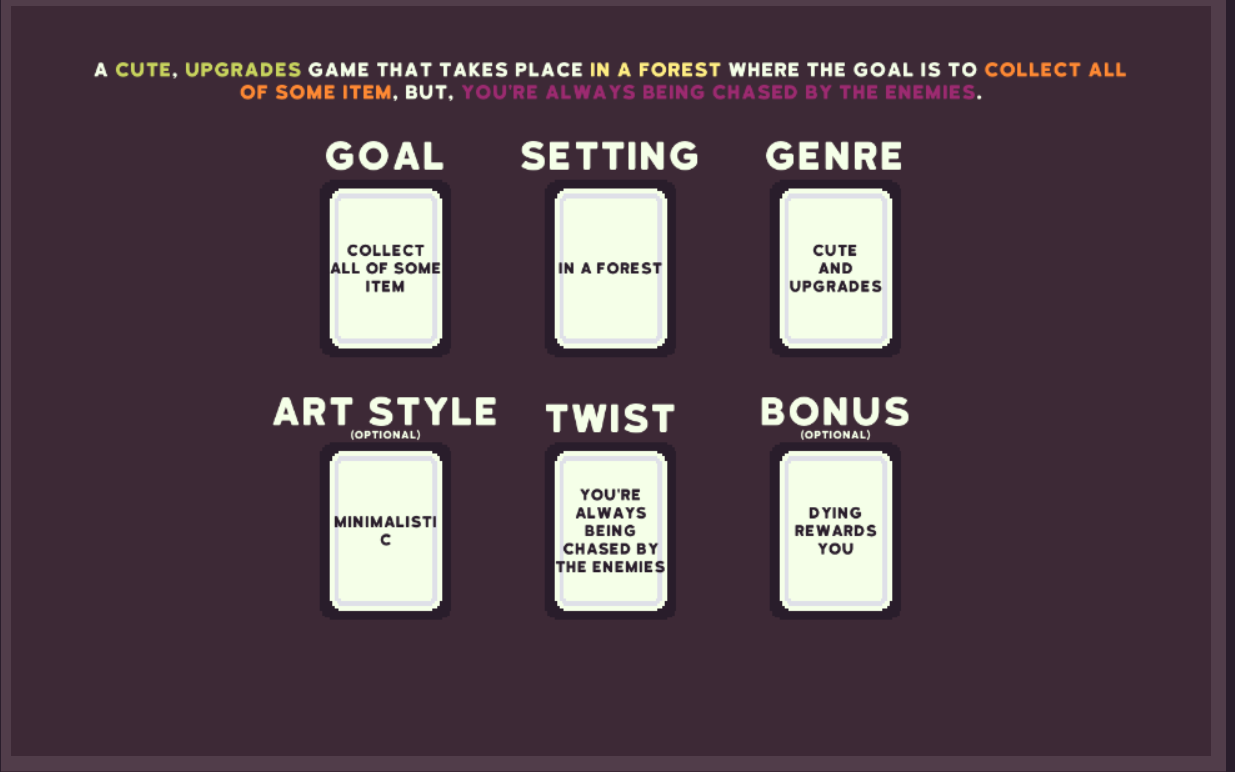 A CUTE, UPGRADES GAME THAT TAKES PLACE IN A FOREST WHERE THE GOAL IS TO COLLECT ALL
OF SOME ITEM, BUT, YOU'RE ALWAYS BEING CHASED BY THE ENEMIES.
GOAL
COLLECT
ALL OF SOME
ITEM
SETTING
IN A FOREST
GENRE
CUTE
AND
UPGRADES
ART STYLE
(OPTIONAL)
MINIMALISTI
C
TWIST
YOU'RE
ALWAYS
BEING
CHASED BY
THE ENEMIES
BONUS
(OPTIONAL)
DYING
REWARDS
YOU